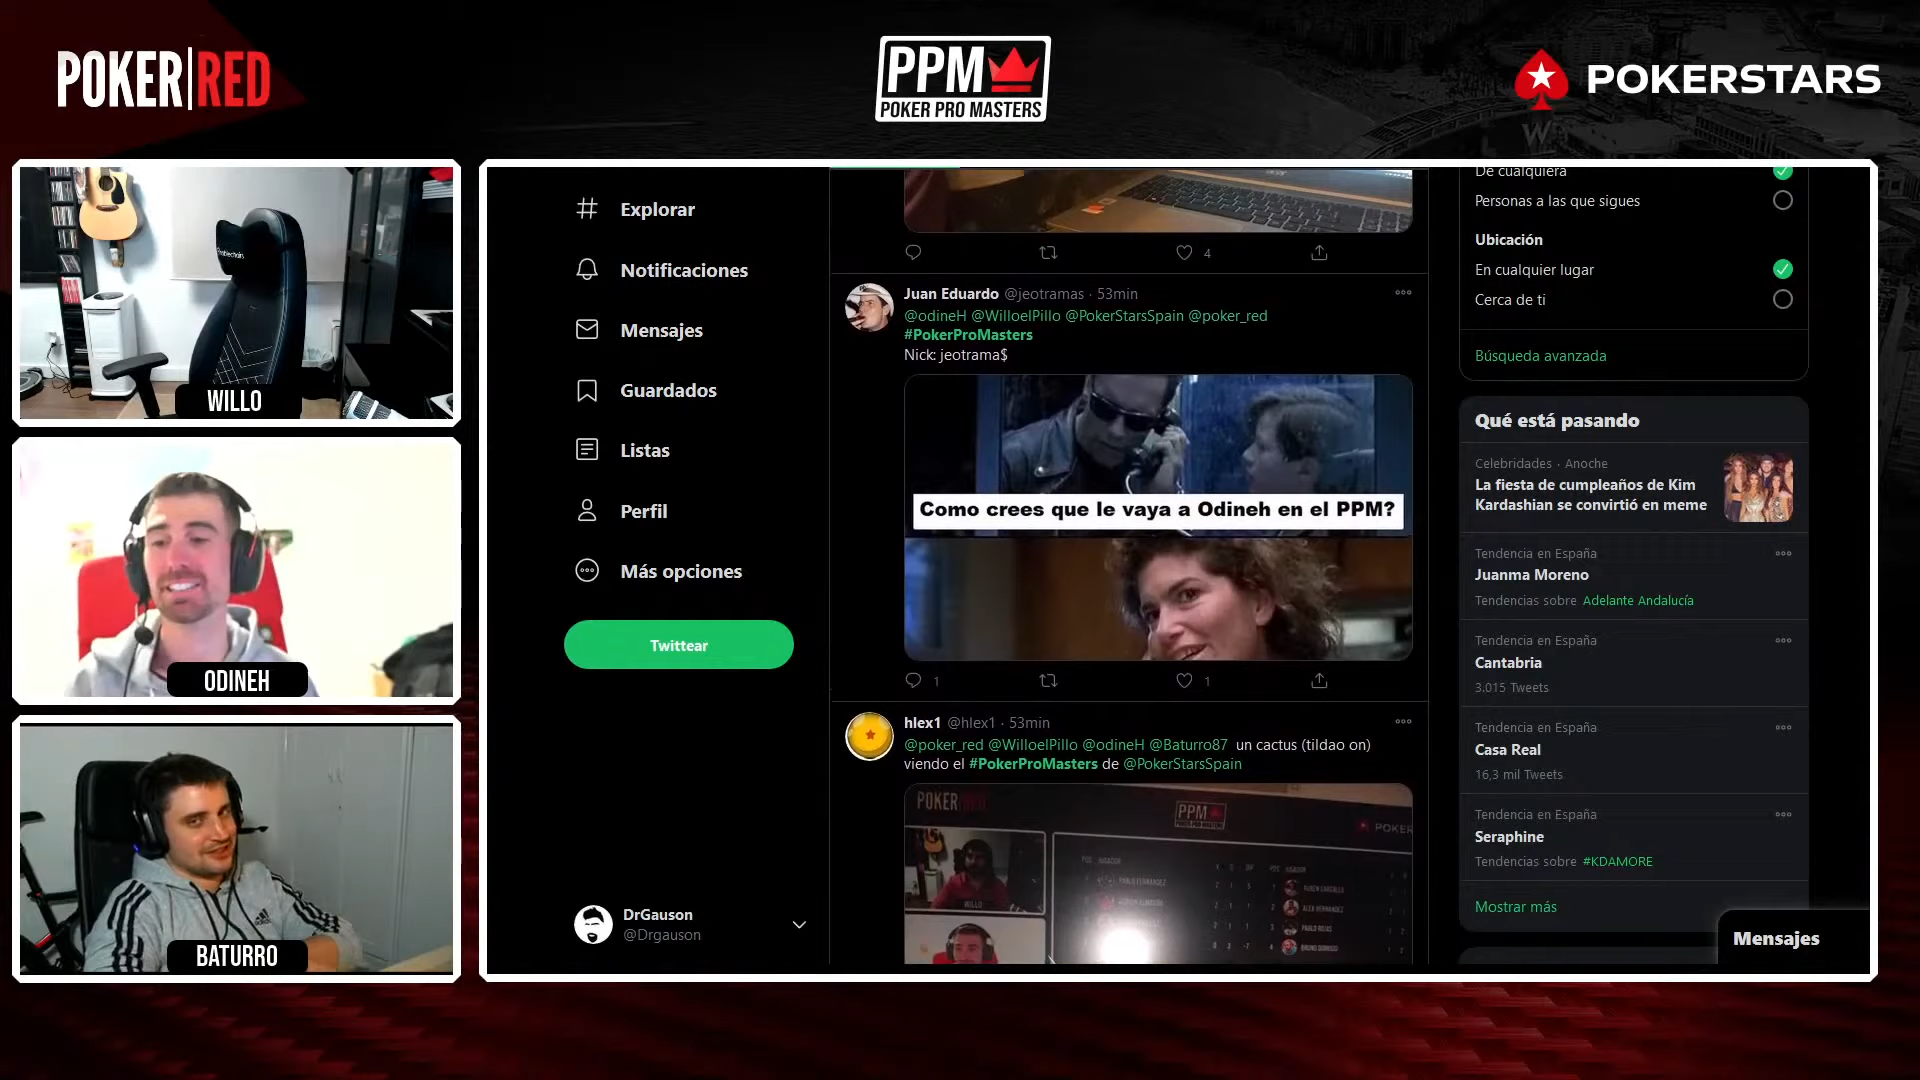 POKER|RED
PPM
POKER PRO MASTERS
POKERSTARS
WILLO
ODINEH
BATURRO
Explorar
Notificaciones
Mensajes
Guardados
Listas
Perfil
Más opciones
Twittear
DrGauson
@Drgauson
4
Juan Eduardo @jeotramas · 53min
@odineH @WilloelPillo @PokerStarsSpain @poker_red
#PokerProMasters
Nick: jeotrama$
Como crees que le vaya a Odineh en el PPM?
1
1
hlex1 @hlex1 · 53min
@poker_red @WilloelPillo @odineH @Baturro87 un cactus (tildao on)
viendo el #PokerProMasters de @PokerStarsSpain
POKER RED
PPM
POKER
De cualquiera
Personas a las que sigues
Ubicación
En cualquier lugar
Cerca de ti
Búsqueda avanzada
Qué está pasando
Celebridades · Anoche
La fiesta de cumpleaños de Kim
Kardashian se convirtió en meme
Tendencia en España
Juanma Moreno
Tendencias sobre Adelante Andalucía
Tendencia en España
Cantabria
3.015 Tweets
Tendencia en España
Casa Real
16,3 mil Tweets
Tendencia en España
Seraphine
Tendencias sobre #KDAMORE
Mostrar más
Mensajes